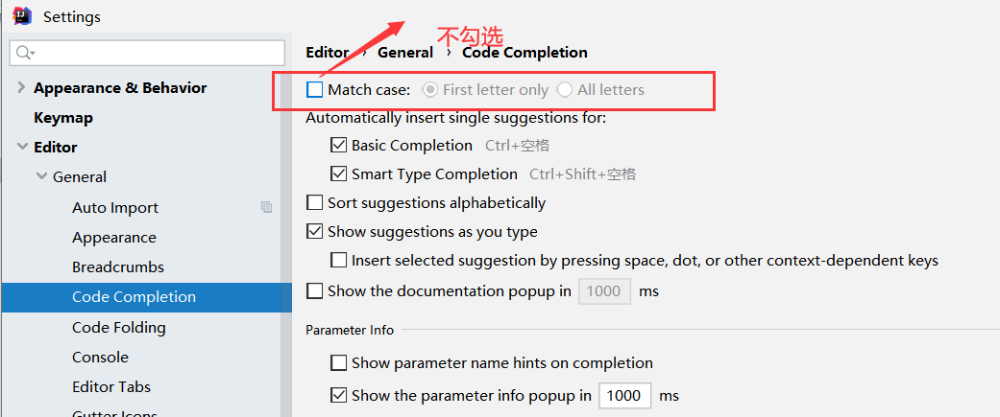 Settings
不勾选
Editor › General › Code Completion
Match case: First letter only All letters
Automatically insert single suggestions for:
Basic Completion Ctrl+空格
Smart Type Completion Ctrl+Shift+空格
Sort suggestions alphabetically
Show suggestions as you type
Insert selected suggestion by pressing space, dot, or other context-dependent keys
Show the documentation popup in 1000 ms
Parameter Info
Show parameter name hints on completion
Show the parameter info popup in 1000 ms
Appearance & Behavior
Keymap
Editor
General
Auto Import
Appearance
Breadcrumbs
Code Completion
Code Folding
Console
Editor Tabs
Gutter Icons